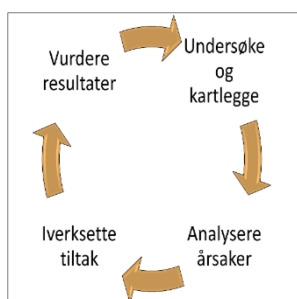 Vurdere
resultater
Undersøke
og
kartlegge
Iverksette
tiltak
Analysere
årsaker